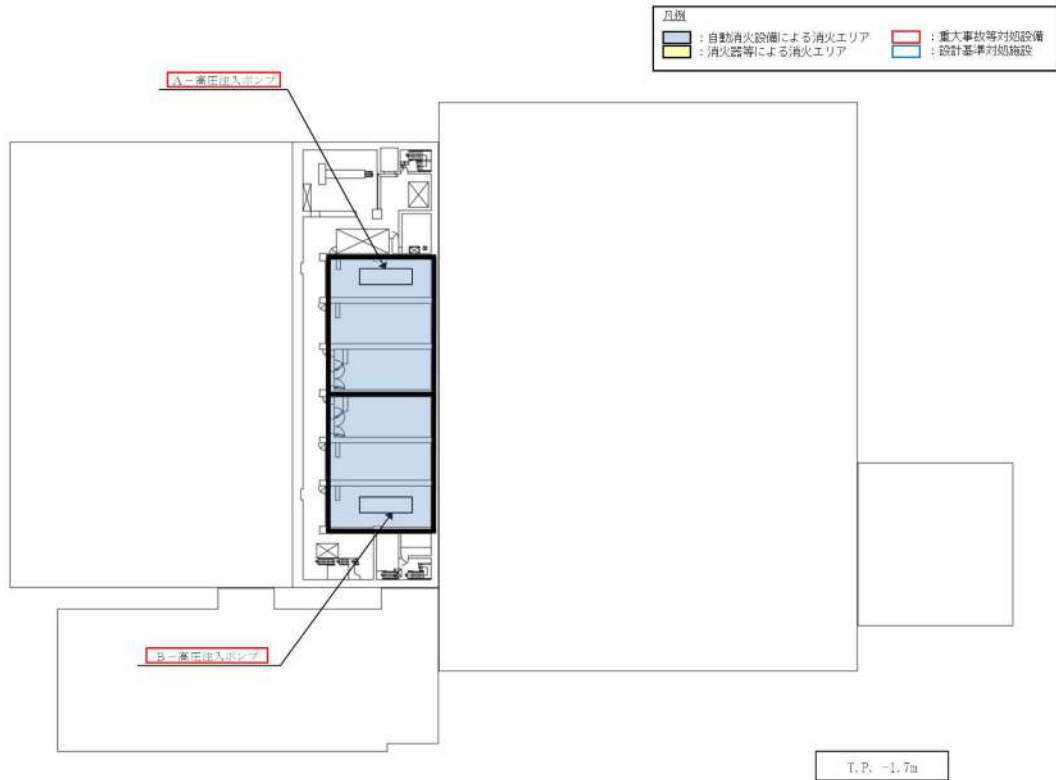 凡例
：自動消火設備による消火エリア
：重大事故等対処設備
：消火器等による消火エリア
：設計基準対処施設
A－高圧注入ポンプ
B－高圧注入ポンプ
T.P. -1.7m